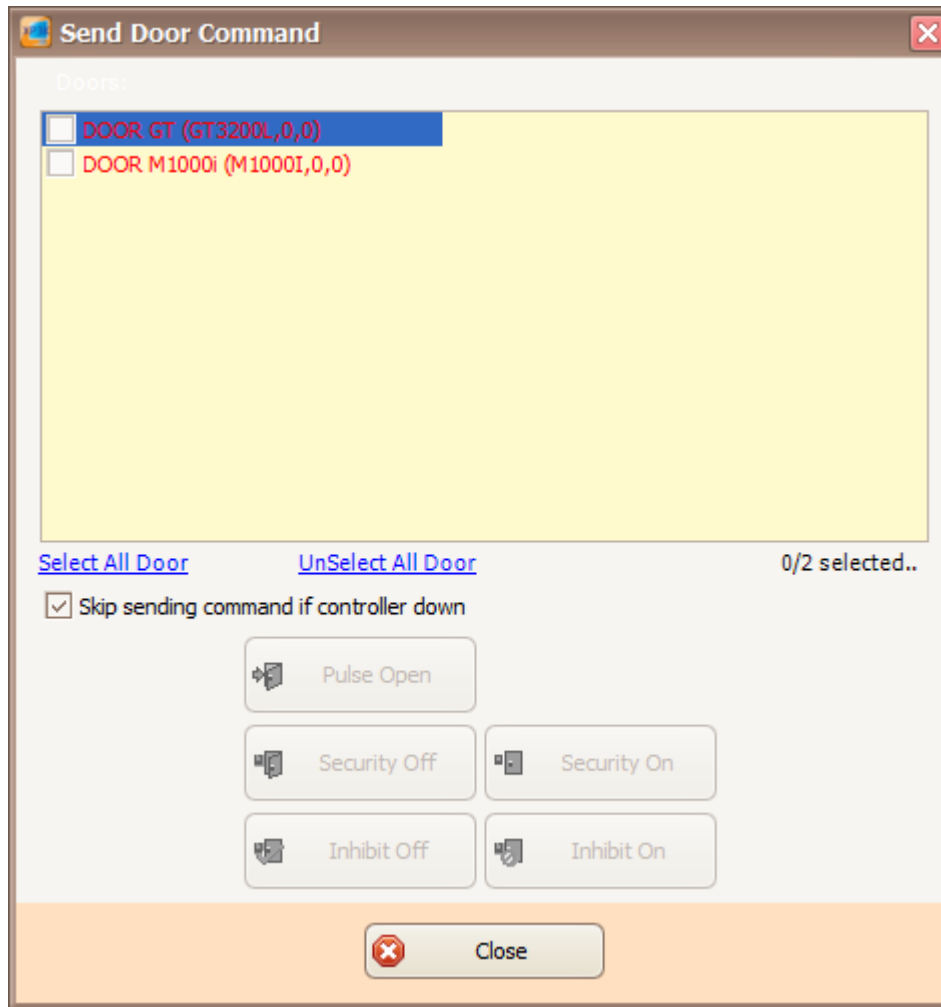 Send Door Command
Doors:
DOOR GT (GT3200L,0,0)
DOOR M1000i (M1000I,0,0)
Select All Door UnSelect All Door 0/2 selected..
Skip sending command if controller down
Pulse Open
Security Off Security On
Inhibit Off Inhibit On
Close